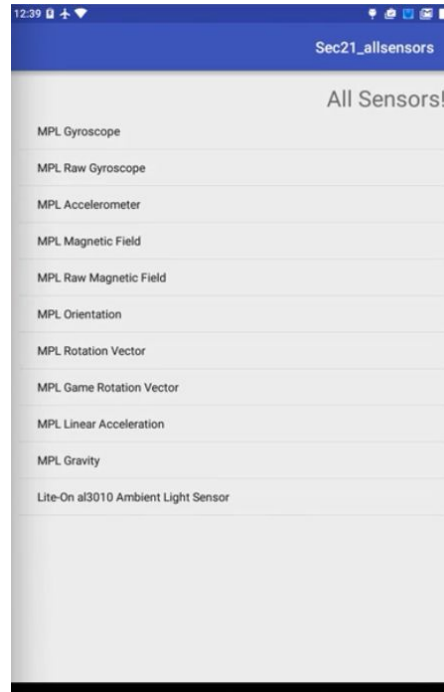 12:39
Sec21_allsensors
All Sensors!
MPL Gyroscope
MPL Raw Gyroscope
MPL Accelerometer
MPL Magnetic Field
MPL Raw Magnetic Field
MPL Orientation
MPL Rotation Vector
MPL Game Rotation Vector
MPL Linear Acceleration
MPL Gravity
Lite-On al3010 Ambient Light Sensor